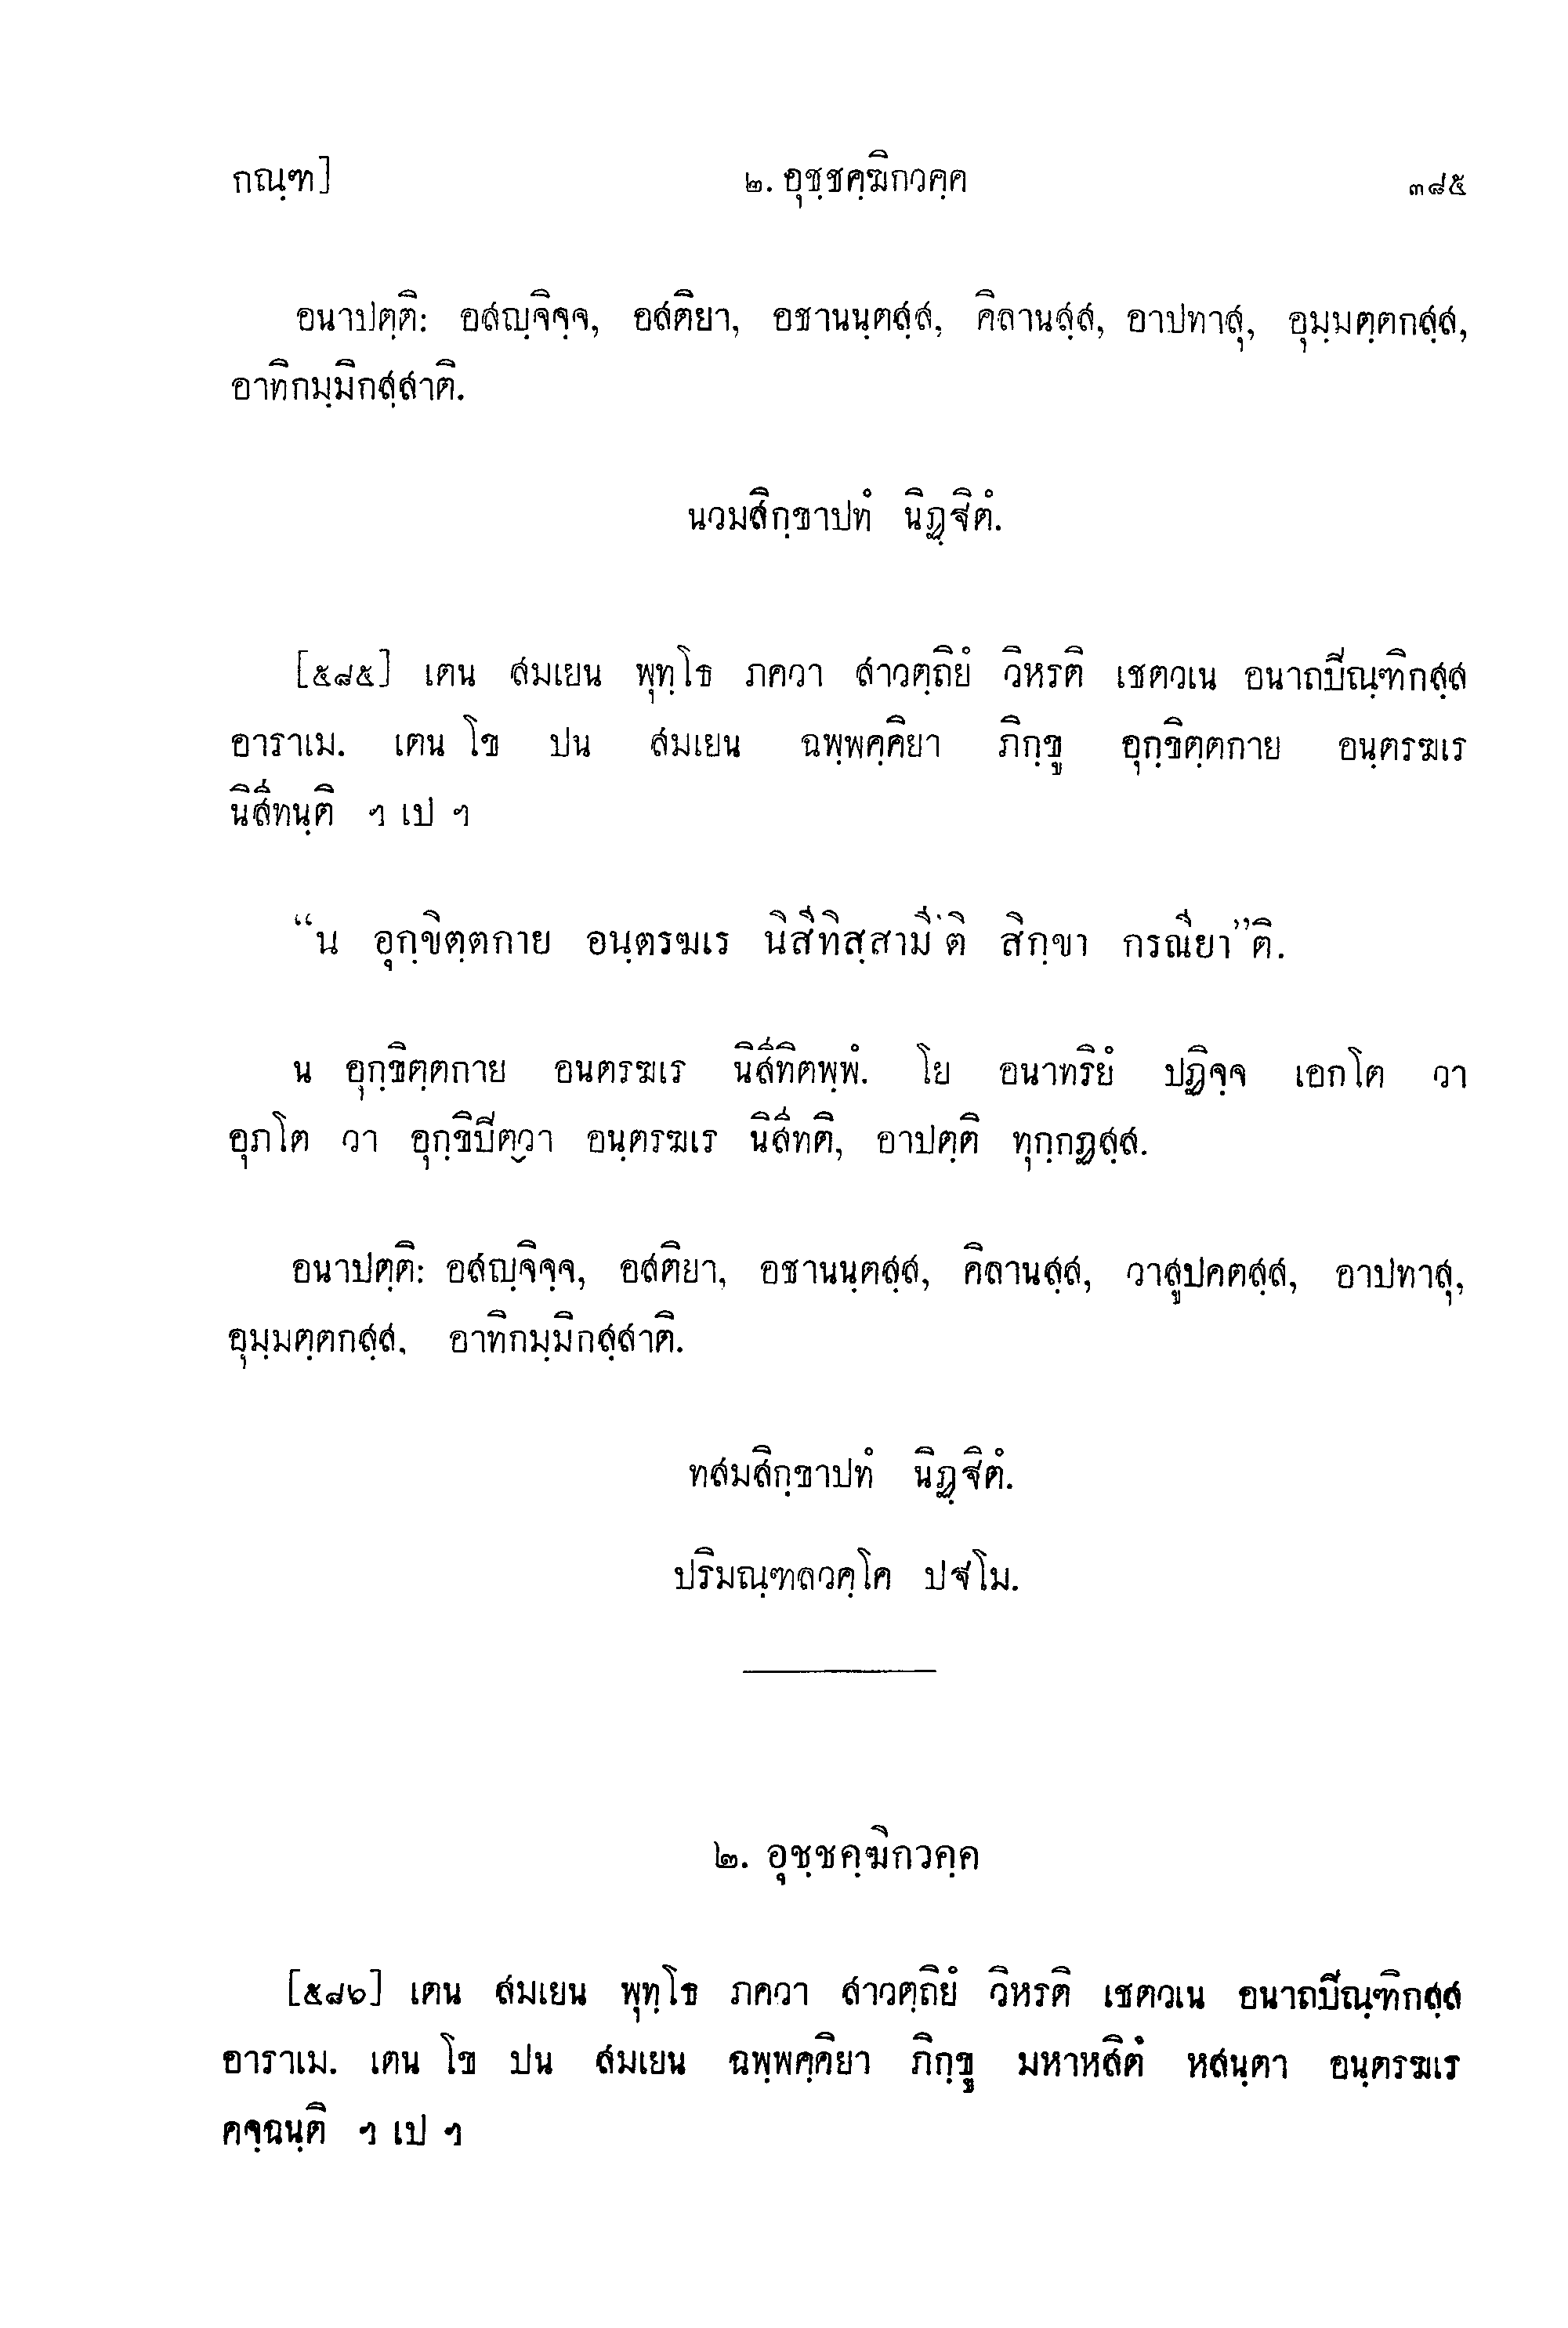 กณฺฑ] ๒. อุชฺชคฺฆิกวคฺค ๓๘๕
อนาปตฺติ: อสญฺจิจฺจ, อสติยา, อชานนฺตสฺส, คิลานสฺส, อาปทาสุ, อุมฺมตฺตกสฺส,
อาทิกมฺมิกสฺสาติ.
นวมสิกฺขาปทํ นิฏฺฐิตํ.
[๕๘๕] เตน สมเยน พุทฺโธ ภควา สาวตฺถิยํ วิหรติ เชตวเน อนาถปิณฺฑิกสฺส
อาราเม. เตน โข ปน สมเยน ฉพฺพคฺคิยา ภิกฺขู อุกฺขิตฺตกาย อนฺตรฆเร
นิสีทนฺติ ฯ เป ฯ
“น อุกฺขิตฺตกาย อนฺตรฆเร นิสีทิสฺสามี’ติ สิกฺขา กรณียา”ติ.
น อุกฺขิตฺตกาย อนตรฆเร นิสีทิตพฺพํ. โย อนาทริยํ ปฏิจฺจ เอกโต วา
อุภโต วา อุกฺขิปิตฺวา อนฺตรฆเร นิสีทติ, อาปตฺติ ทุกฺกฏสฺส.
อนาปตฺติ: อสญฺจิจฺจ, อสติยา, อชานนฺตสฺส, คิลานสฺส, วาสูปคตสฺส, อาปทาสุ,
อุมฺมตฺตกสฺส, อาทิกมฺมิกสฺสาติ.
ทสมสิกฺขาปทํ นิฏฺฐิตํ.
ปริมณฺฑลวคฺโค ปฐโม.
๒. อุชฺชคฺฆิกวคฺค
[๕๘๖] เตน สมเยน พุทฺโธ ภควา สาวตฺถิยํ วิหรติ เชตวเน อนาถปิณฺฑิกสฺส
อาราเม. เตน โข ปน สมเยน ฉพฺพคฺคิยา ภิกฺขู มหาหสิตํ หสนฺตา อนฺตรฆเร
คจฺฉนฺติ ฯ เป ฯ